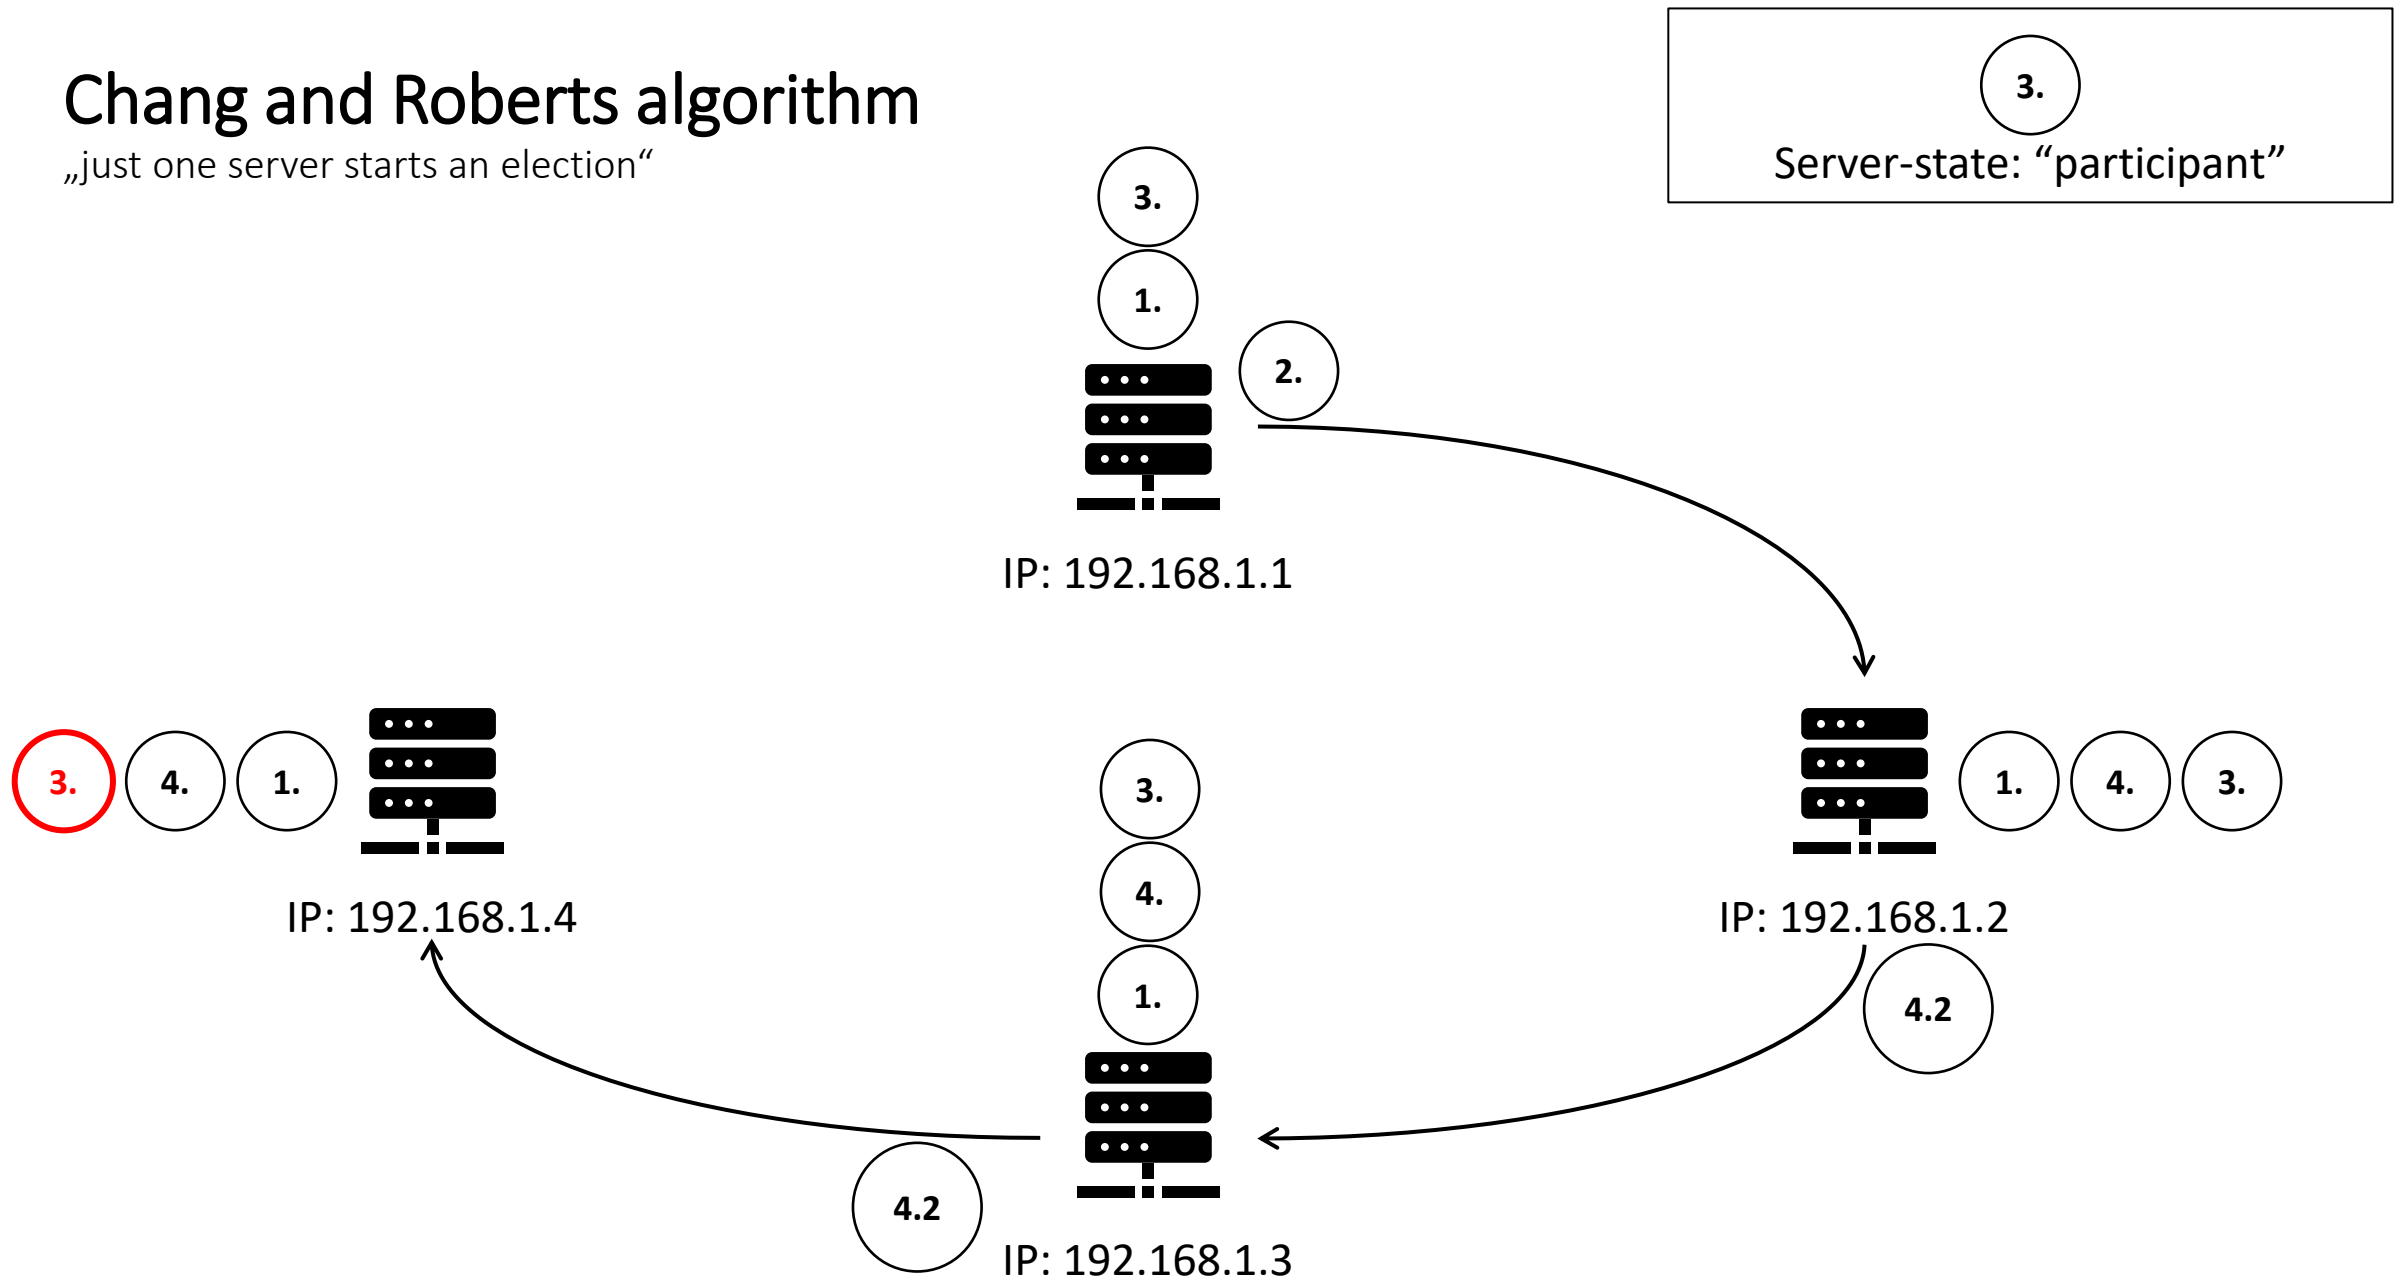 Chang and Roberts algorithm
„just one server starts an election“
3.
Server-state: “participant”
3.
1.
2.
IP: 192.168.1.1
3.
4.
1.
IP: 192.168.1.4
3.
4.
1.
1.
4.
3.
IP: 192.168.1.2
4.2
4.2
IP: 192.168.1.3